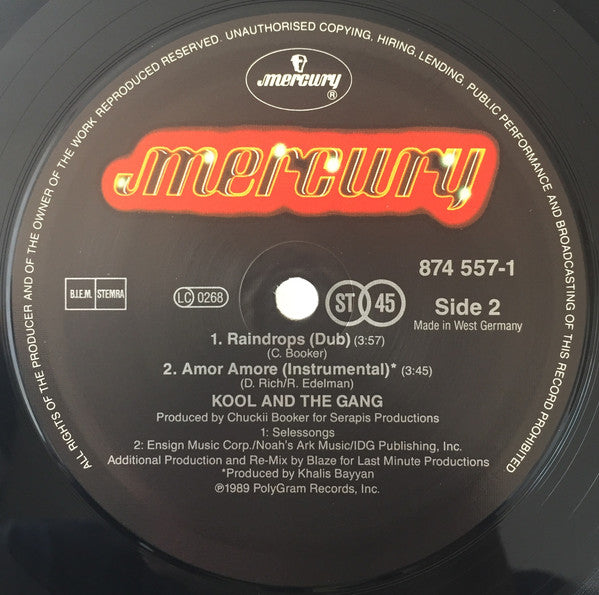 ALL RIGHTS OF THE PRODUCER AND OF THE OWNER OF THE WORK REPRODUCED RESERVED. UNAUTHORISED COPYING, HIRING, LENDING, PUBLIC PERFORMANCE AND BROADCASTING OF THIS RECORD PROHIBITED
mercury
®
mercury
874 557-1
B.I.E.M. STEMRA
LC 0268
ST 45
Side 2
Made in West Germany
1. Raindrops (Dub) (3:57)
(C. Booker)
2. Amor Amore (Instrumental)* (3:45)
(D. Rich/R. Edelman)
KOOL AND THE GANG
Produced by Chuckii Booker for Serapis Productions
1: Selessongs
2: Ensign Music Corp./Noah's Ark Music/IDG Publishing, Inc.
Additional Production and Re-Mix by Blaze for Last Minute Productions
*Produced by Khalis Bayyan
℗1989 PolyGram Records, Inc.